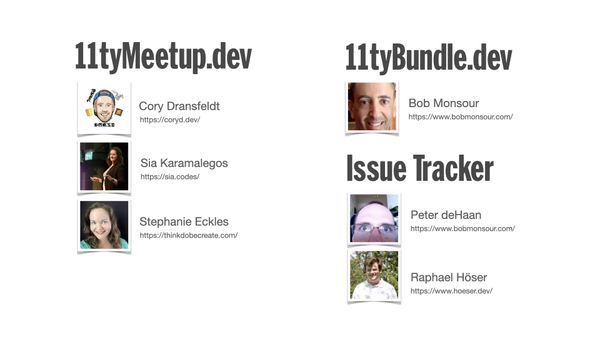 11tyMeetup.dev
Cory Dransfeldt
https://coryd.dev/
Sia Karamalegos
https://sia.codes/
Stephanie Eckles
https://thinkdobecreate.com/
11tyBundle.dev
Bob Monsour
https://www.bobmonsour.com/
Issue Tracker
Peter deHaan
https://www.bobmonsour.com/
Raphael Höser
https://www.hoeser.dev/